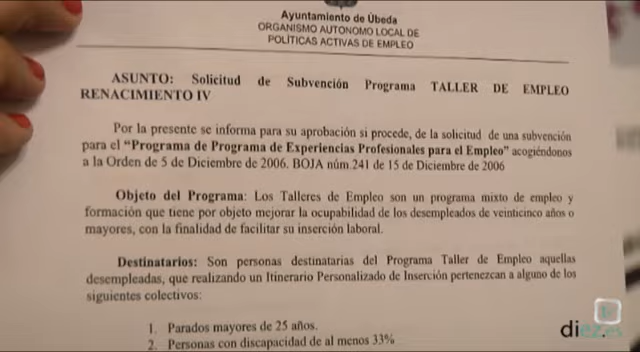 Ayuntamiento de Úbeda
ORGANISMO AUTONOMO LOCAL DE
POLÍTICAS ACTIVAS DE EMPLEO
ASUNTO: Solicitud de Subvención Programa TALLER DE EMPLEO
RENACIMIENTO IV
Por la presente se informa para su aprobación si procede, de la solicitud de una subvención
para el "Programa de Programa de Experiencias Profesionales para el Empleo" acogiéndonos
a la Orden de 5 de Diciembre de 2006. BOJA núm.241 de 15 de Diciembre de 2006
Objeto del Programa: Los Talleres de Empleo son un programa mixto de empleo y
formación que tiene por objeto mejorar la ocupabilidad de los desempleados de veinticinco años o
mayores, con la finalidad de facilitar su inserción laboral.
Destinatarios: Son personas destinatarias del Programa Taller de Empleo aquellas
desempleadas, que realizando un Itinerario Personalizado de Inserción pertenezcan a alguno de los
siguientes colectivos:
1. Parados mayores de 25 años.
2. Personas con discapacidad de al menos 33%
diez.es